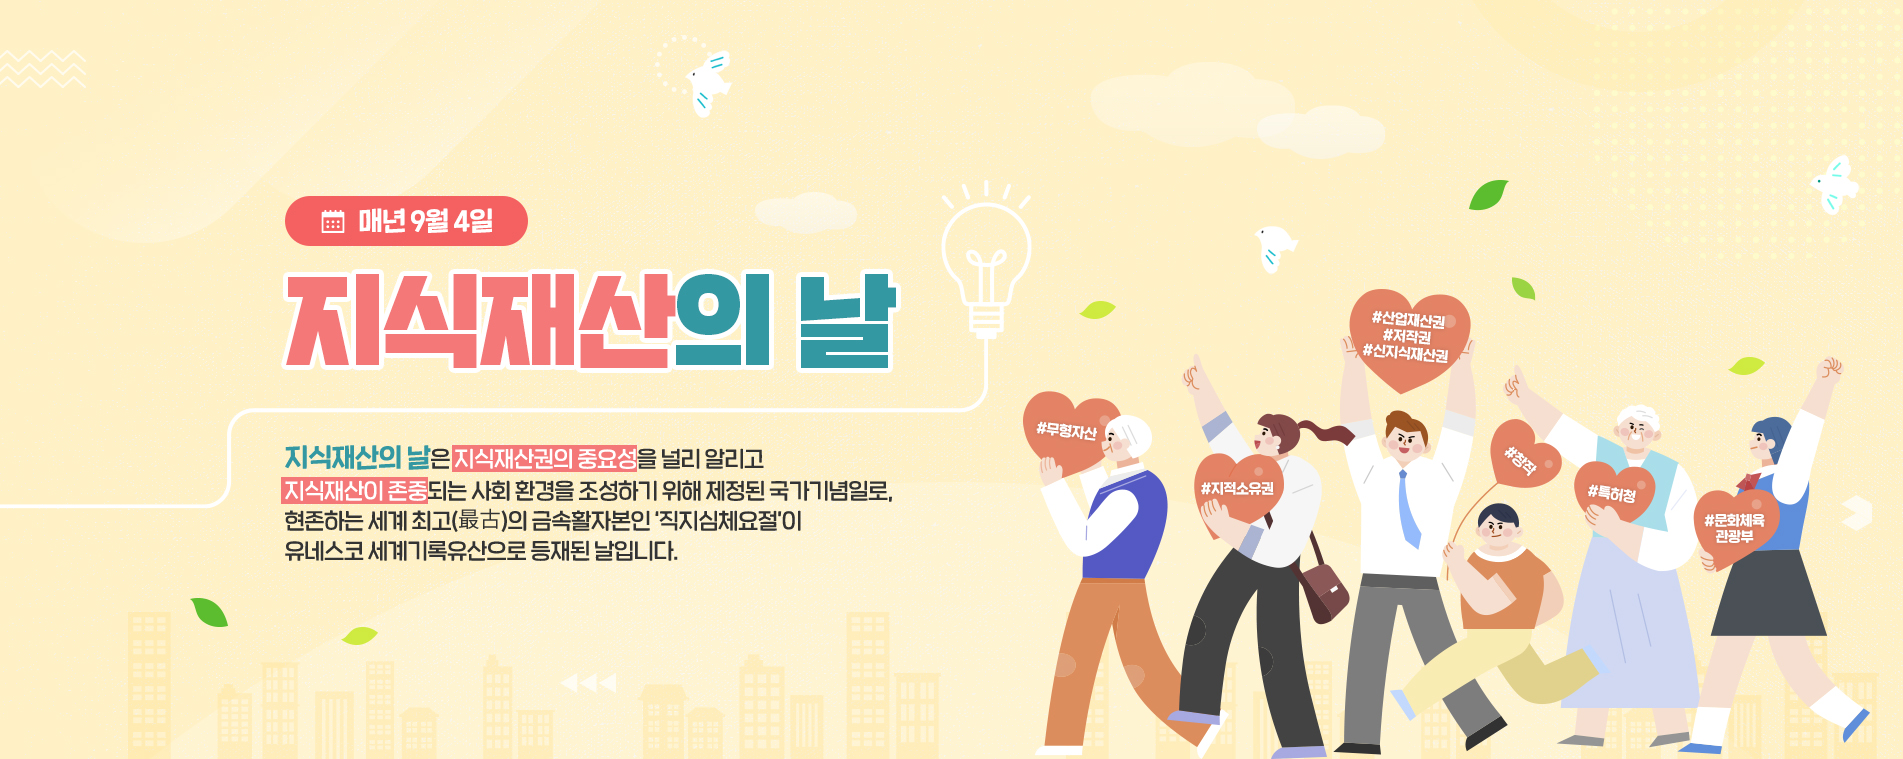 매년 9월 4일
지식재산의 날
지식재산의 날은 지식재산권의 중요성을 널리 알리고
지식재산이 존중되는 사회 환경을 조성하기 위해 제정된 국가기념일로,
현존하는 세계 최고(最古)의 금속활자본인 '직지심체요절'이
유네스코 세계기록유산으로 등재된 날입니다.
#무형자산
#지적소유권
#산업재산권
#저작권
#신지식재산권
#창작
#특허청
#문화체육
관광부